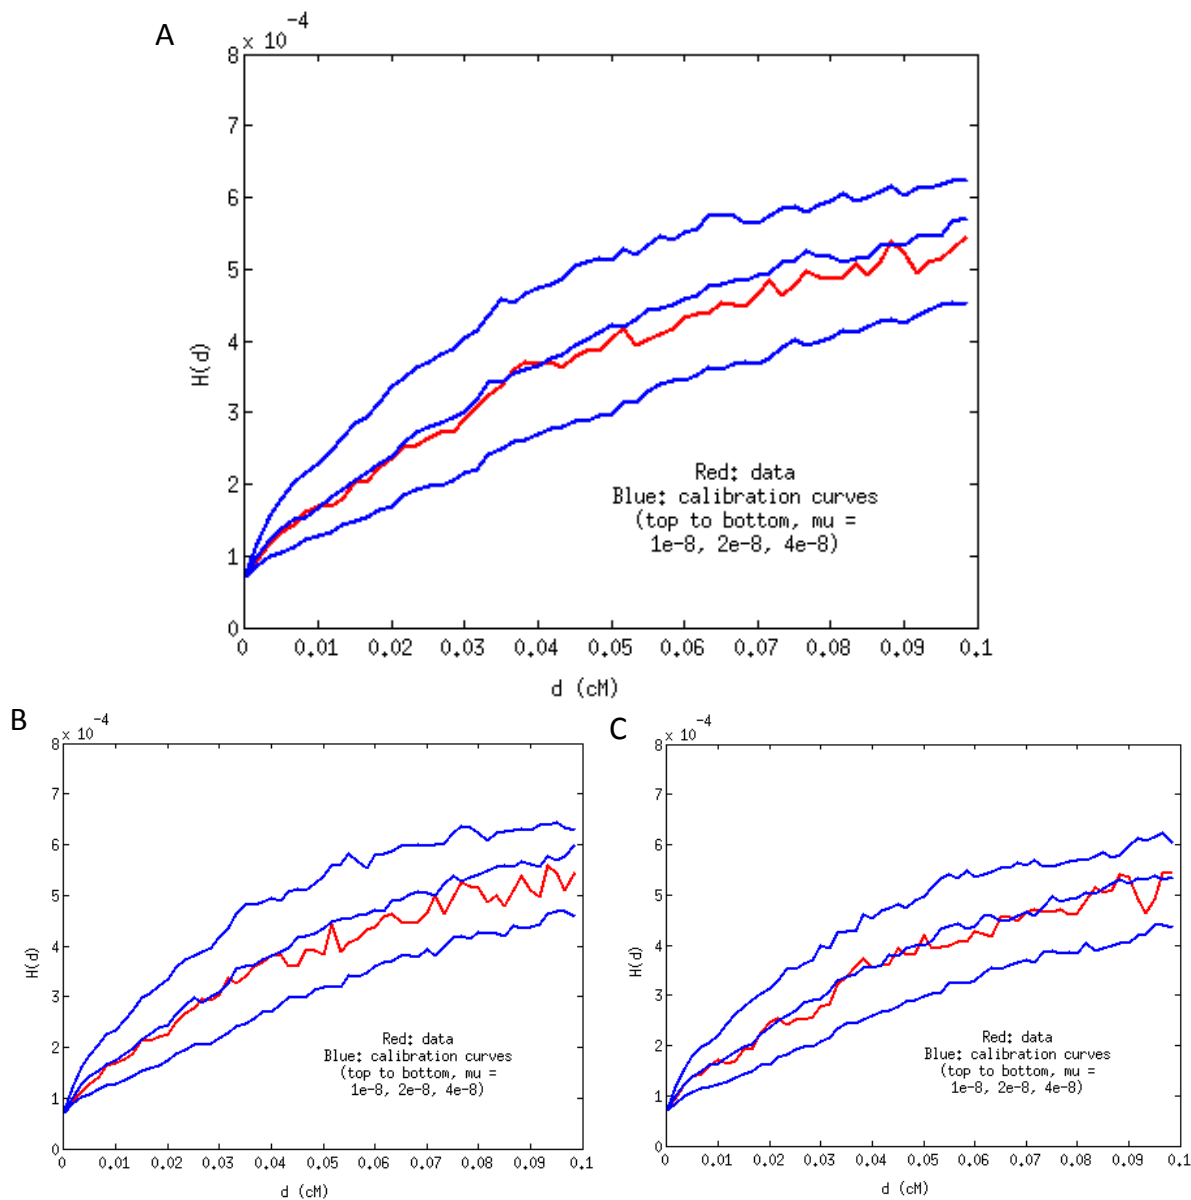 A
× 10^-4
8
7
6
5
4
3
2
1
0
H(d)
Red: data
Blue: calibration curves
(top to bottom, mu =
1e-8, 2e-8, 4e-8)
0 0.01 0.02 0.03 0.04 0.05 0.06 0.07 0.08 0.09 0.1
d (cM)
B
× 10^-4
8
7
6
5
4
3
2
1
0
H(d)
Red: data
Blue: calibration curves
(top to bottom, mu =
1e-8, 2e-8, 4e-8)
0 0.01 0.02 0.03 0.04 0.05 0.06 0.07 0.08 0.09 0.1
d (cM)
C
× 10^-4
8
7
6
5
4
3
2
1
0
H(d)
Red: data
Blue: calibration curves
(top to bottom, mu =
1e-8, 2e-8, 4e-8)
0 0.01 0.02 0.03 0.04 0.05 0.06 0.07 0.08 0.09 0.1
d (cM)